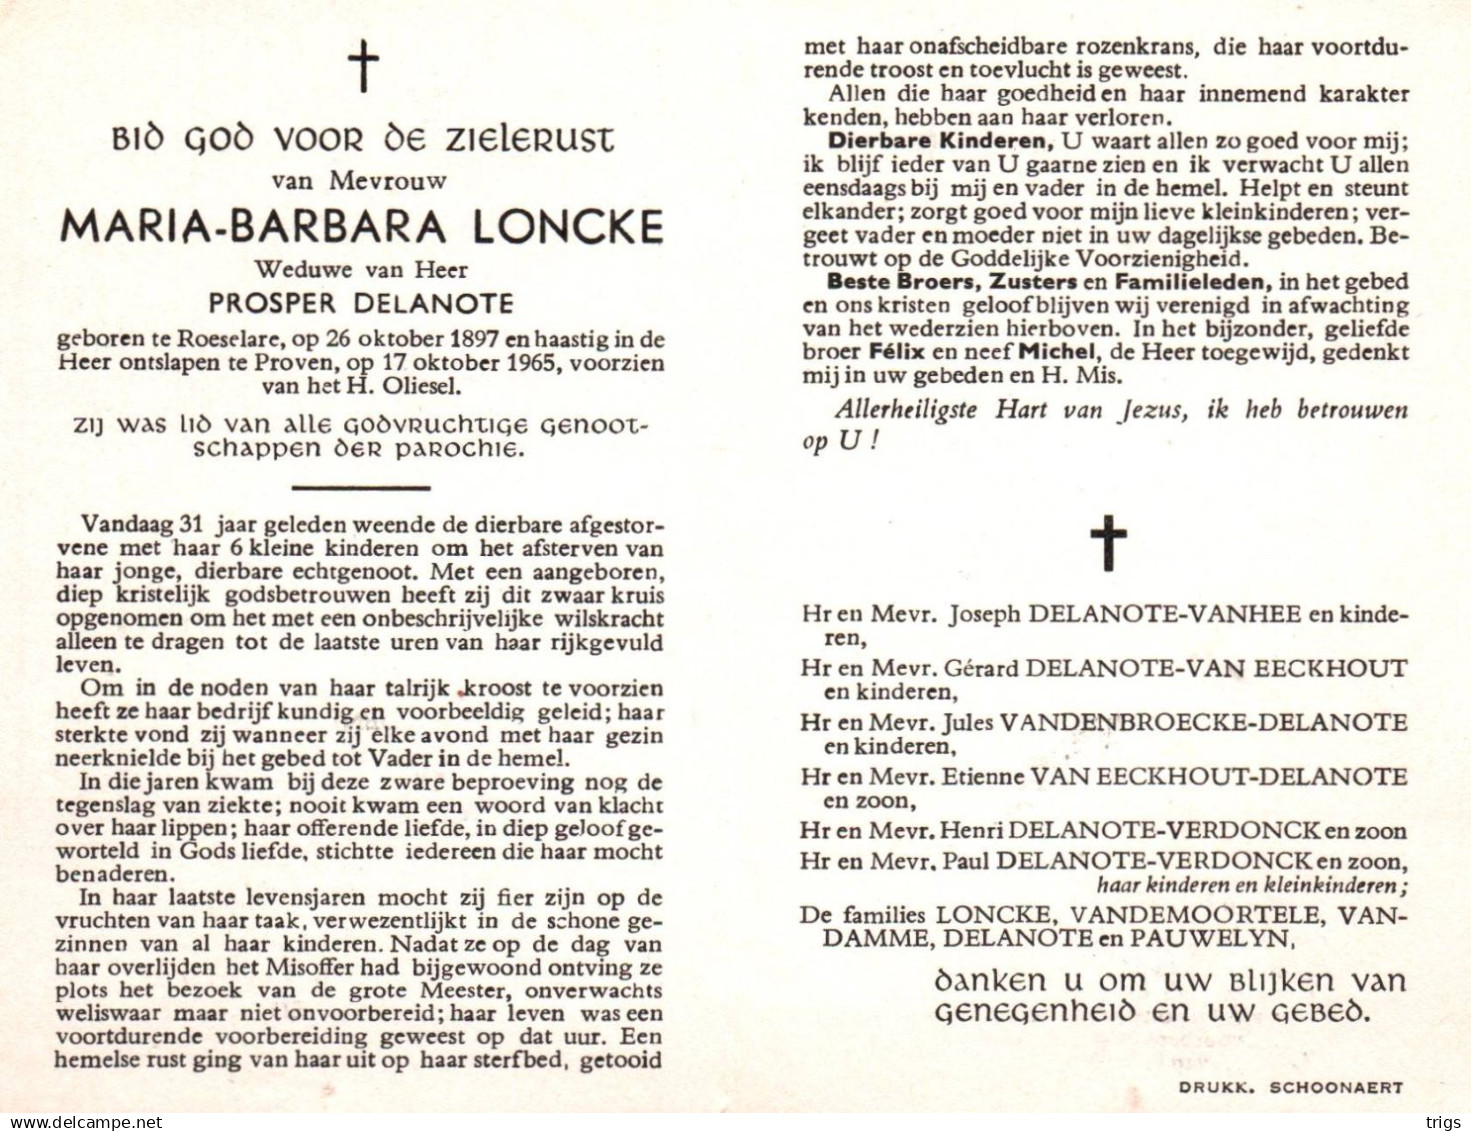 Bid God voor de zielerust
van Mevrouw
MARIA-BARBARA LONCKE
Weduwe van Heer
PROSPER DELANOTE
geboren te Roeselare, op 26 oktober 1897 en haastig in de
Heer ontslapen te Proven, op 17 oktober 1965, voorzien
van het H. Oliesel.
Zij was lid van alle godvruchtige genoot-
schappen der parochie.
Vandaag 31 jaar geleden weende de dierbare afgestor-
vene met haar 6 kleine kinderen om het afsterven van
haar jonge, dierbare echtgenoot. Met een aangeboren,
diep kristelijk godsbetrouwen heeft zij dit zwaar kruis
opgenomen om het met een onbeschrijvelijke wilskracht
alleen te dragen tot de laatste uren van haar rijkgevuld
leven.
Om in de noden van haar talrijk kroost te voorzien
heeft ze haar bedrijf kundig en voorbeeldig geleid; haar
sterkte vond zij wanneer zij elke avond met haar gezin
neerknielde bij het gebed tot Vader in de hemel.
In die jaren kwam bij deze zware beproeving nog de
tegenslag van ziekte; nooit kwam een woord van klacht
over haar lippen; haar offerende liefde, in diep geloof ge-
worteld in Gods liefde, stichtte iedereen die haar mocht
benaderen.
In haar laatste levensjaren mocht zij fier zijn op de
vruchten van haar taak, verwezentlijkt in de schone ge-
zinnen van al haar kinderen. Nadat ze op de dag van
haar overlijden het Misoffer had bijgewoond ontving ze
plots het bezoek van de grote Meester, onverwachts
weliswaar maar niet onvoorbereid; haar leven was een
voortdurende voorbereiding geweest op dat uur. Een
hemelse rust ging van haar uit op haar sterfbed, getooid
met haar onafscheidbare rozenkrans, die haar voortdu-
rende troost en toevlucht is geweest.
Allen die haar goedheid en haar innemend karakter
kenden, hebben aan haar verloren.
Dierbare Kinderen, U waart allen zo goed voor mij;
ik blijf ieder van U gaarne zien en ik verwacht U allen
eensdaags bij mij en vader in de hemel. Helpt en steunt
elkander; zorgt goed voor mijn lieve kleinkinderen; ver-
geet vader en moeder niet in uw dagelijkse gebeden. Be-
trouwt op de Goddelijke Voorzienigheid.
Beste Broers, Zusters en Familieleden, in het gebed
en ons kristen geloof blijven wij verenigd in afwachting
van het wederzien hierboven. In het bijzonder, geliefde
broer Félix en neef Michel, de Heer toegewijd, gedenkt
mij in uw gebeden en H. Mis.
Allerheiligste Hart van Jezus, ik heb betrouwen
op U !
Hr en Mevr. Joseph DELANOTE-VANHEE en kinde-
ren,
Hr en Mevr. Gérard DELANOTE-VAN EECKHOUT
en kinderen,
Hr en Mevr. Jules VANDENBROECKE-DELANOTE
en kinderen,
Hr en Mevr. Etienne VAN EECKHOUT-DELANOTE
en zoon,
Hr en Mevr. Henri DELANOTE-VERDONCK en zoon
Hr en Mevr. Paul DELANOTE-VERDONCK en zoon,
haar kinderen en kleinkinderen;
De families LONCKE, VANDEMOORTELE, VAN-
DAMME, DELANOTE en PAUWELYN,
danken u om uw blijken van
genegenheid en uw gebed.
DRUKK. SCHOONAERT
delcampe.net
trigs